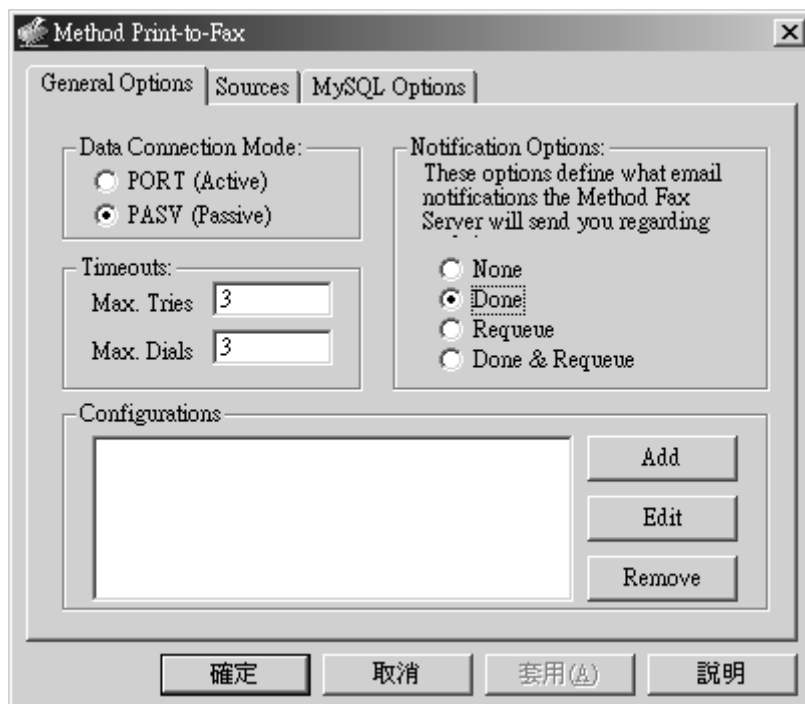 Method Print-to-Fax
General Options
Sources
MySQL Options
Data Connection Mode:
PORT (Active)
PASV (Passive)
Timeouts:
Max. Tries
3
Max. Dials
3
Notification Options:
These options define what email
notifications the Method Fax
Server will send you regarding
None
Done
Requeue
Done & Requeue
Configurations
Add
Edit
Remove
確定
取消
套用(A)
說明